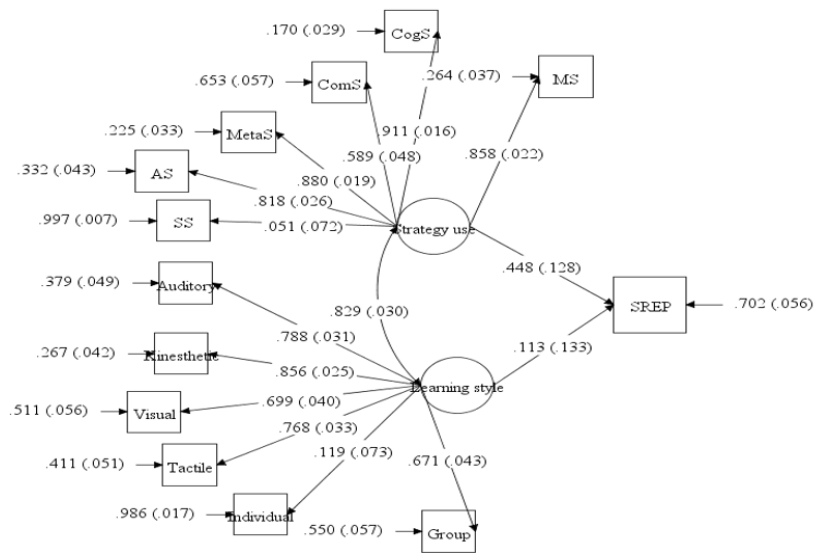 .170 (.029)
CogS
.653 (.057)
ComS
.264 (.037)
MS
.225 (.033)
MetaS
.911 (.016)
.589 (.048)
.858 (.022)
.332 (.043)
AS
.880 (.019)
.818 (.026)
.997 (.007)
SS
.051 (.072)
Strategy use
.448 (.128)
.379 (.049)
Auditory
SREP
.702 (.056)
.829 (.030)
.788 (.031)
.113 (.133)
.267 (.042)
Kinesthetic
.856 (.025)
Learning style
.699 (.040)
.511 (.056)
Visual
.768 (.033)
.119 (.073)
.671 (.043)
.411 (.051)
Tactile
.986 (.017)
Individual
.550 (.057)
Group